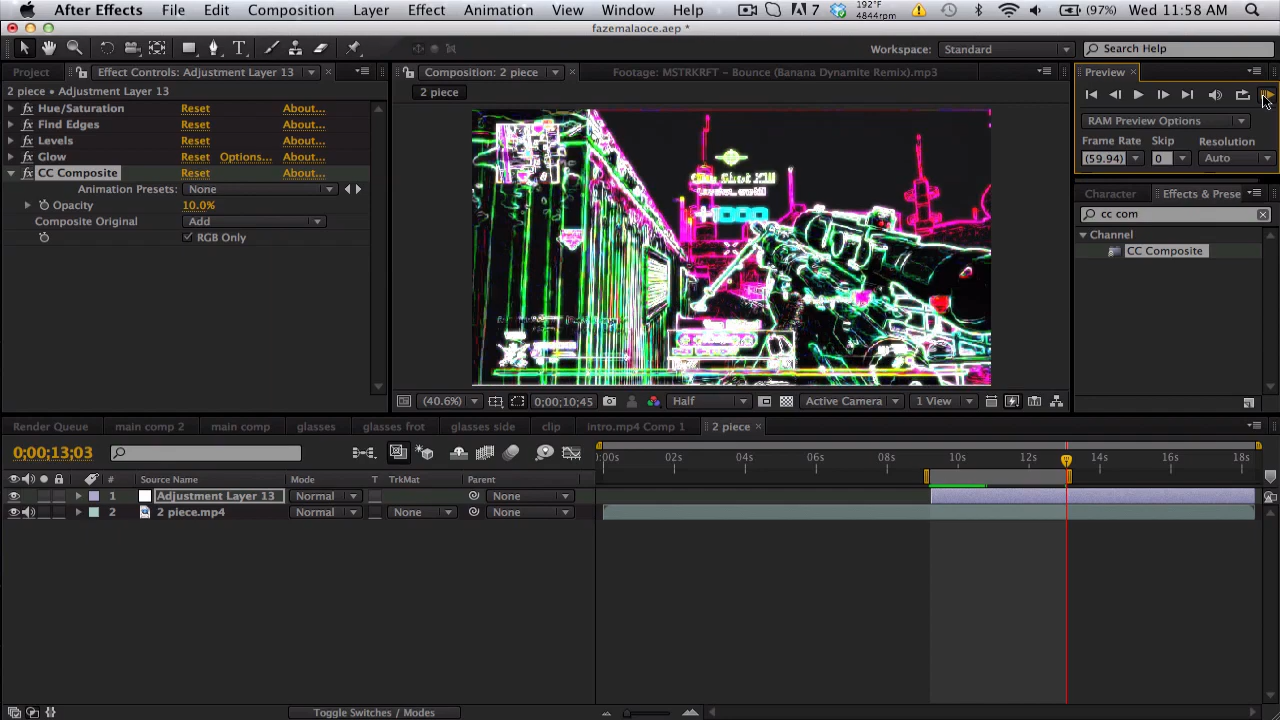 After Effects File Edit Composition Layer Effect Animation View Window Help 7 192°F 4844rpm (97%) Wed 11:58 AM
fazemalaoce.aep *
Workspace: Standard Search Help
Project Effect Controls: Adjustment Layer 13 Composition: 2 piece Footage: MSTRKRFT - Bounce (Banana Dynamite Remix).mp3 Preview
2 piece • Adjustment Layer 13 2 piece
fx Hue/Saturation Reset About...
fx Find Edges Reset About...
fx Levels Reset About...
fx Glow Reset Options... About...
fx CC Composite Reset About...
Animation Presets: None
Opacity 10.0%
Composite Original Add
RGB Only
+1000
RAM Preview Options
Frame Rate Skip Resolution
(59.94) 0 Auto
Character Effects & Prese
cc com
Channel
CC Composite
(40.6%) 0;00;10;45 Half Active Camera 1 View
Render Queue main comp 2 main comp glasses glasses frot glasses side clip intro.mp4 Comp 1 2 piece
0;00;13;03
:00s 02s 04s 06s 08s 10s 12s 14s 16s 18s
# Source Name Mode T TrkMat Parent
1 Adjustment Layer 13 Normal None
2 2 piece.mp4 Normal None None
Toggle Switches / Modes